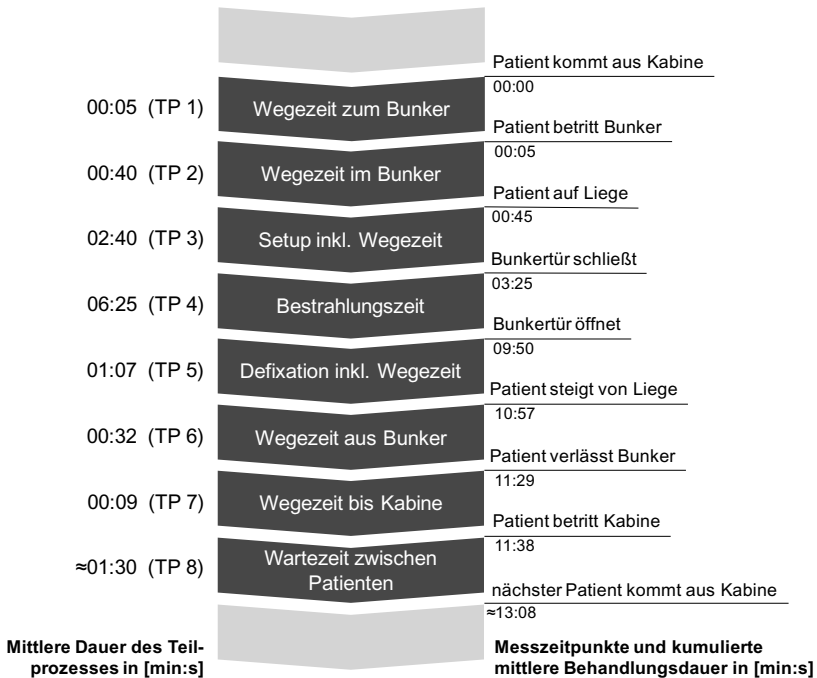 Patient kommt aus Kabine
00:00
00:05 (TP 1)
Wegezeit zum Bunker
Patient betritt Bunker
00:05
00:40 (TP 2)
Wegezeit im Bunker
Patient auf Liege
00:45
02:40 (TP 3)
Setup inkl. Wegezeit
Bunkertür schließt
03:25
06:25 (TP 4)
Bestrahlungszeit
Bunkertür öffnet
09:50
01:07 (TP 5)
Defixation inkl. Wegezeit
Patient steigt von Liege
10:57
00:32 (TP 6)
Wegezeit aus Bunker
Patient verlässt Bunker
11:29
00:09 (TP 7)
Wegezeit bis Kabine
Patient betritt Kabine
11:38
≈01:30 (TP 8)
Wartezeit zwischen
Patienten
nächster Patient kommt aus Kabine
≈13:08
Mittlere Dauer des Teil-
prozesses in [min:s]
Messzeitpunkte und kumulierte
mittlere Behandlungsdauer in [min:s]